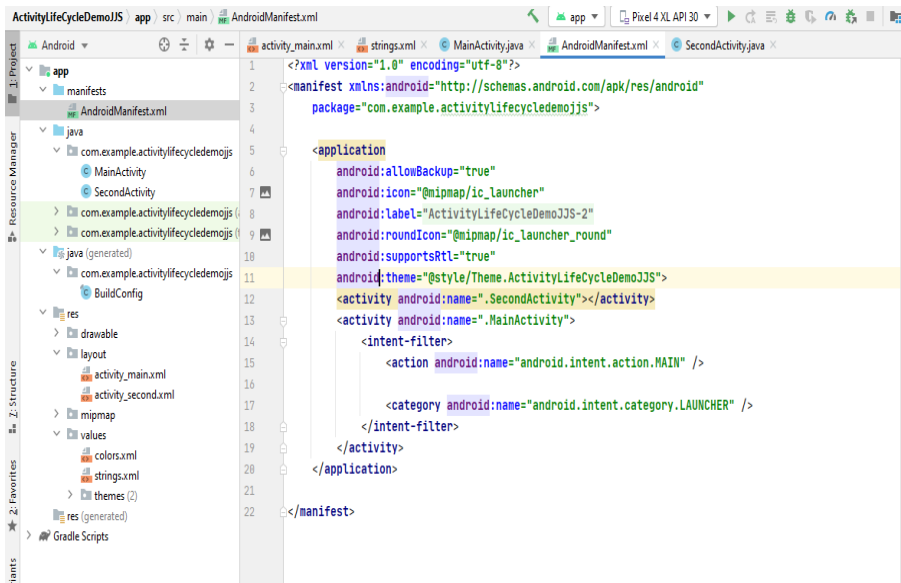 ActivityLifeCycleDemoJJS app src main AndroidManifest.xml
app
Pixel 4 XL API 30
Android
activity_main.xml
strings.xml
MainActivity.java
AndroidManifest.xml
SecondActivity.java
1: Project
Resource Manager
Z: Structure
2: Favorites
app
manifests
AndroidManifest.xml
java
com.example.activitylifecycledemojjs
MainActivity
SecondActivity
com.example.activitylifecycledemojjs
com.example.activitylifecycledemojjs
java (generated)
com.example.activitylifecycledemojjs
BuildConfig
res
drawable
layout
activity_main.xml
activity_second.xml
mipmap
values
colors.xml
strings.xml
themes (2)
res (generated)
Gradle Scripts
1 <?xml version="1.0" encoding="utf-8"?>
2 <manifest xmlns:android="http://schemas.android.com/apk/res/android"
3 package="com.example.activitylifecycledemojjs">
4
5 <application
6 android:allowBackup="true"
7 android:icon="@mipmap/ic_launcher"
8 android:label="ActivityLifeCycleDemoJJS-2"
9 android:roundIcon="@mipmap/ic_launcher_round"
10 android:supportsRtl="true"
11 android:theme="@style/Theme.ActivityLifeCycleDemoJJS">
12 <activity android:name=".SecondActivity"></activity>
13 <activity android:name=".MainActivity">
14 <intent-filter>
15 <action android:name="android.intent.action.MAIN" />
16
17 <category android:name="android.intent.category.LAUNCHER" />
18 </intent-filter>
19 </activity>
20 </application>
21
22 </manifest>